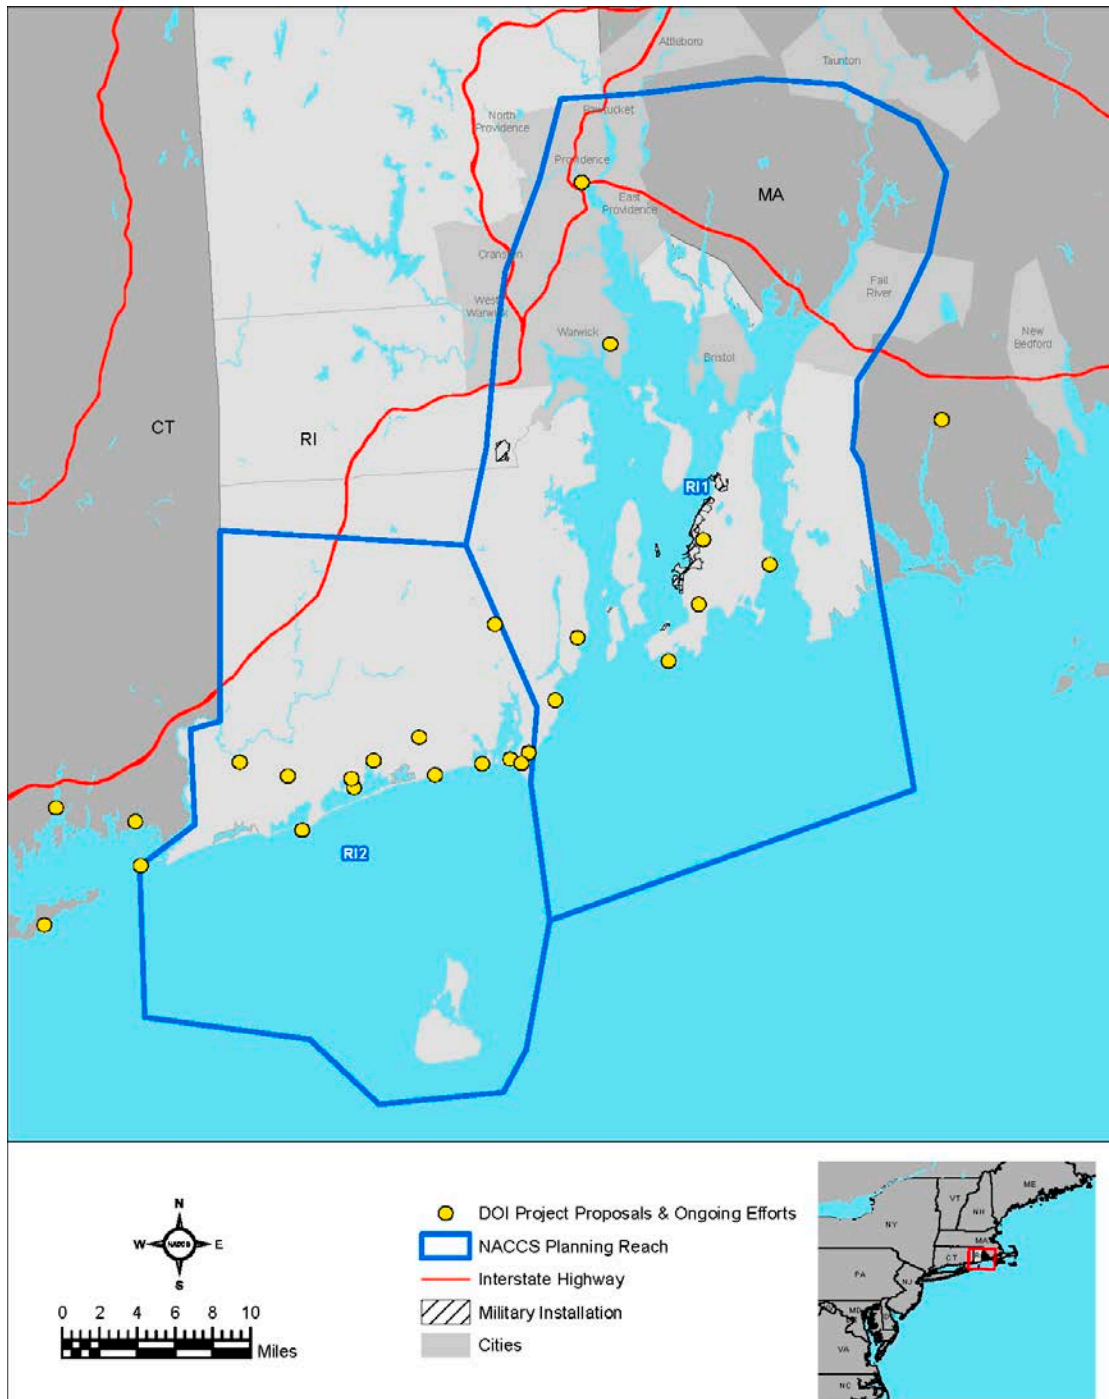 Attleboro
Taunton
North
Providence
Pawtucket
Providence
East
Providence
MA
Cranston
Fall
River
West
Warwick
Warwick
Bristol
New
Bedford
CT
RI
RI1
RI2
N
W
NACCS
E
S
0 2 4 6 8 10
Miles
DOI Project Proposals & Ongoing Efforts
NACCS Planning Reach
Interstate Highway
Military Installation
Cities
ME
VT
NH
NY
MA
CT
PA
NJ
MD
VA
NC